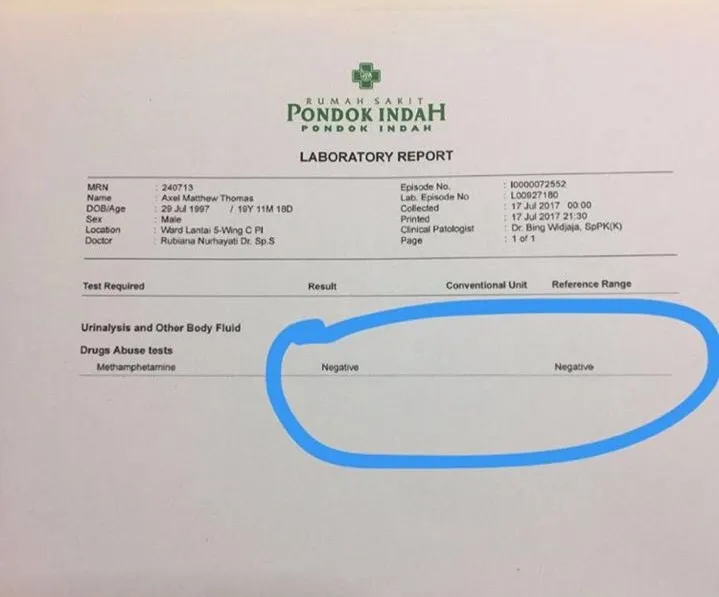 RUMAH SAKIT
PONDOK INDAH
PONDOK INDAH
LABORATORY REPORT
MRN : 240713 Episode No. : I0000072552
Name : Axel Matthew Thomas Lab. Episode No : L00927180
DOB/Age : 29 Jul 1997 / 19Y 11M 18D Collected : 17 Jul 2017 00:00
Sex : Male Printed : 17 Jul 2017 21:30
Location : Ward Lantai 5-Wing C PI Clinical Patologist : Dr. Bing Widjaja, SpPK(K)
Doctor : Rubiana Nurhayati Dr. Sp.S Page : 1 of 1
Test Required Result Conventional Unit Reference Range
Urinalysis and Other Body Fluid
Drugs Abuse tests
Methamphetamine Negative Negative